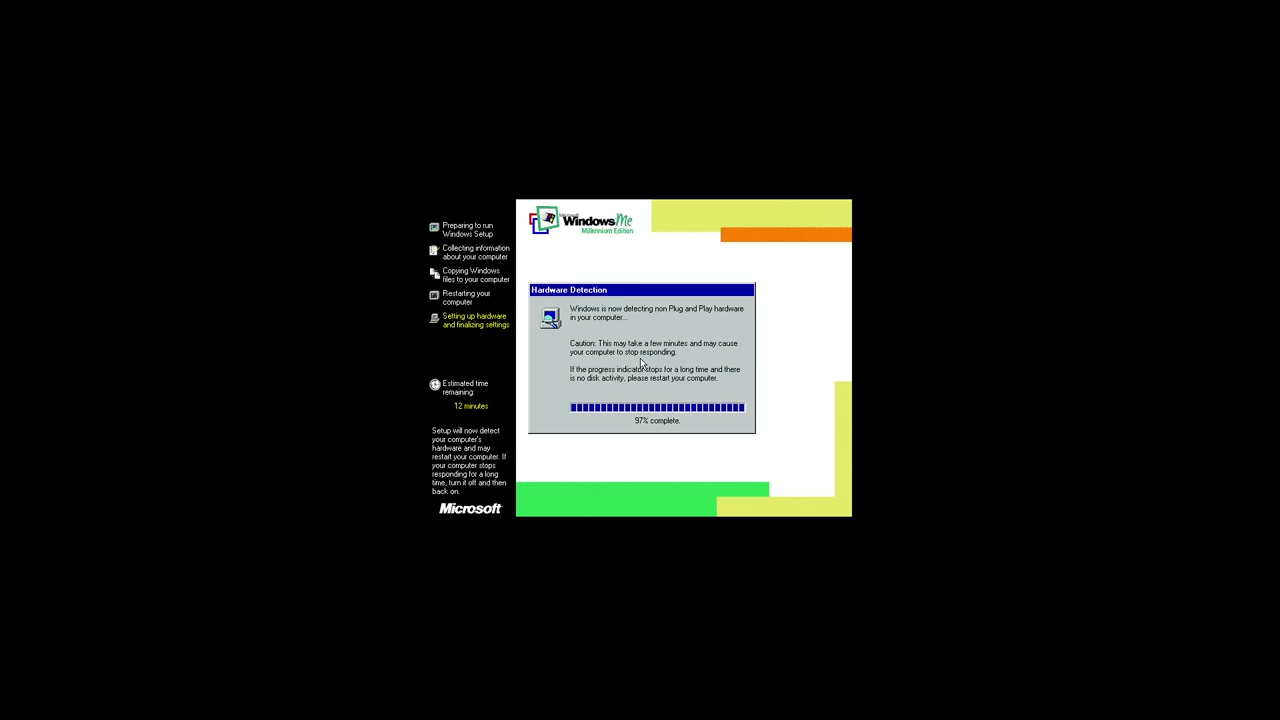 Preparing to run
Windows Setup
Collecting information
about your computer
Copying Windows
files to your computer
Restarting your
computer
Setting up hardware
and finalizing settings
Estimated time
remaining:
12 minutes
Setup will now detect
your computer's
hardware and may
restart your computer. If
your computer stops
responding for a long
time, turn it off and then
back on.
Microsoft
Microsoft
Windows Me
Millennium Edition
Hardware Detection
Windows is now detecting non Plug and Play hardware
in your computer...
Caution: This may take a few minutes and may cause
your computer to stop responding.
If the progress indicator stops for a long time and there
is no disk activity, please restart your computer.
97% complete.